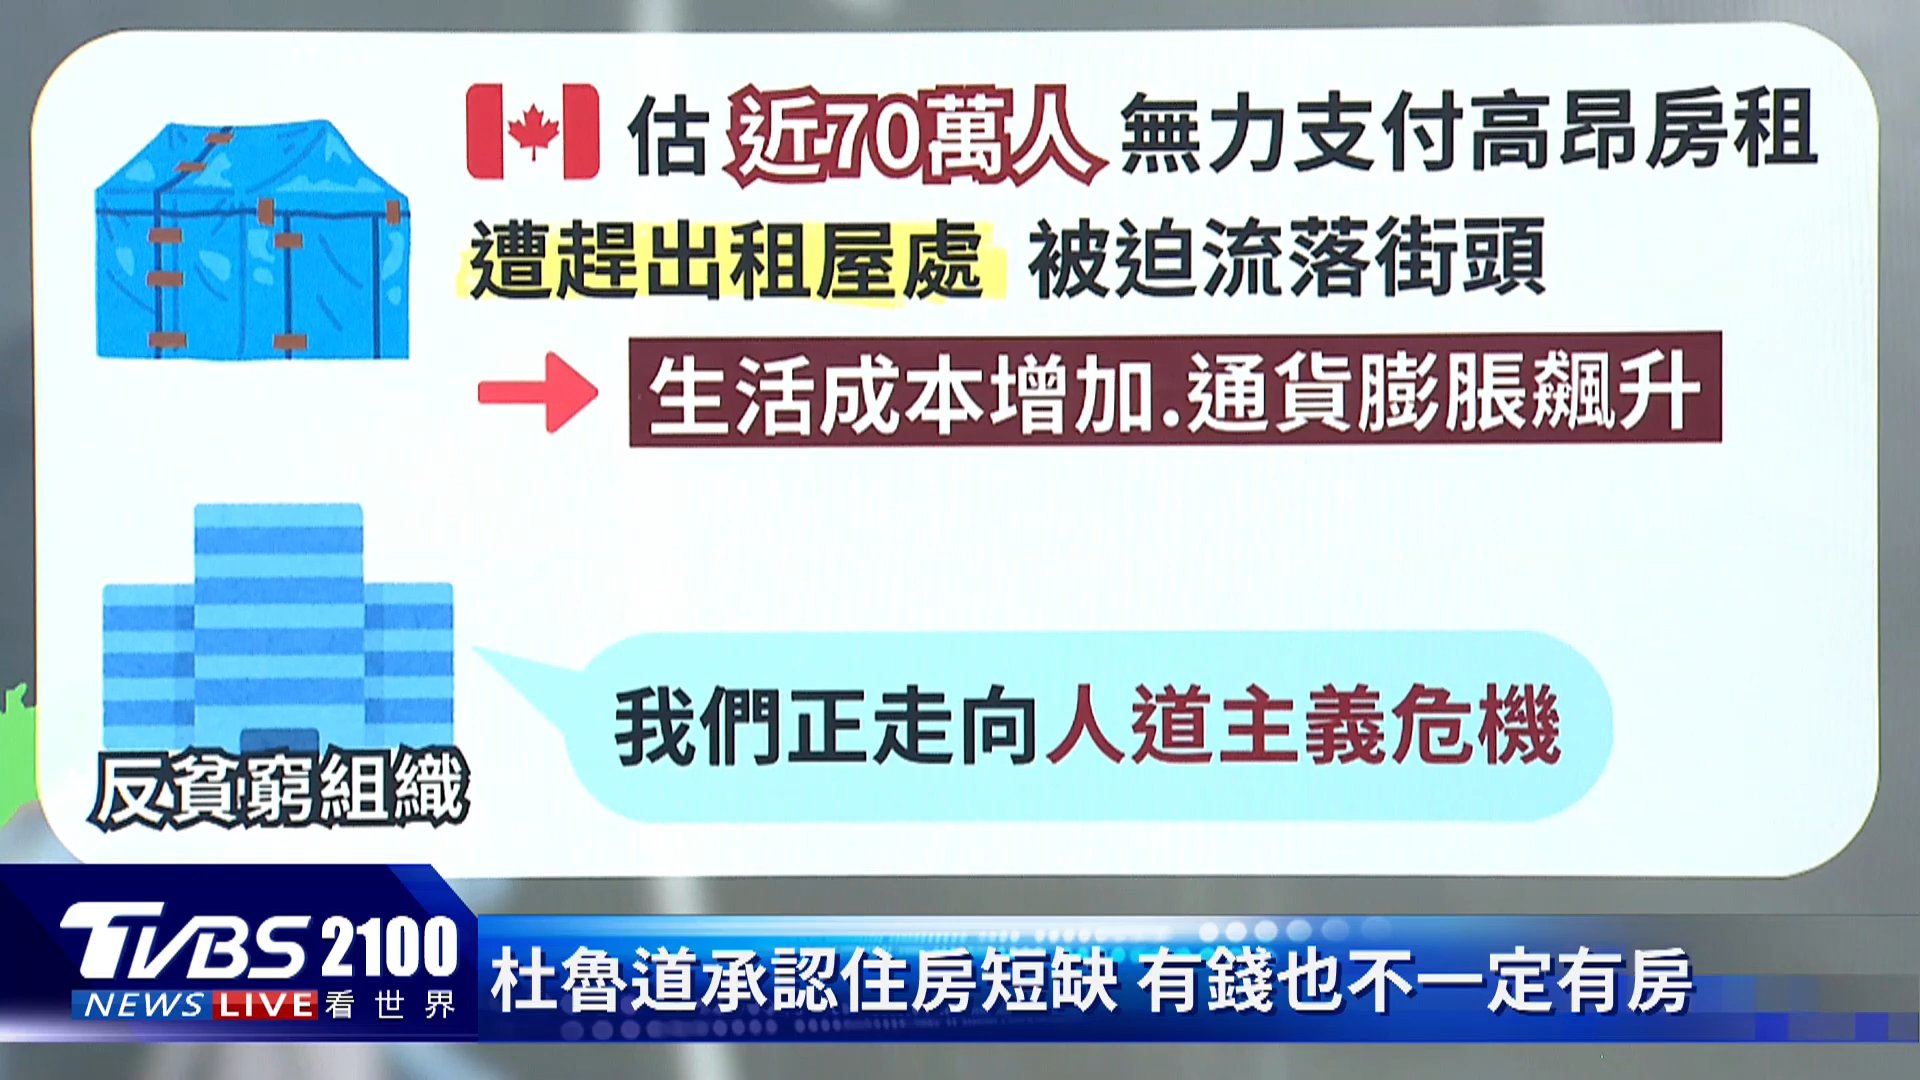 估 近70萬人 無力支付高昂房租
遭趕出租屋處 被迫流落街頭
生活成本增加.通貨膨脹飆升
我們正走向人道主義危機
反貧窮組織
TVBS 2100
NEWS LIVE 看世界
杜魯道承認住房短缺 有錢也不一定有房